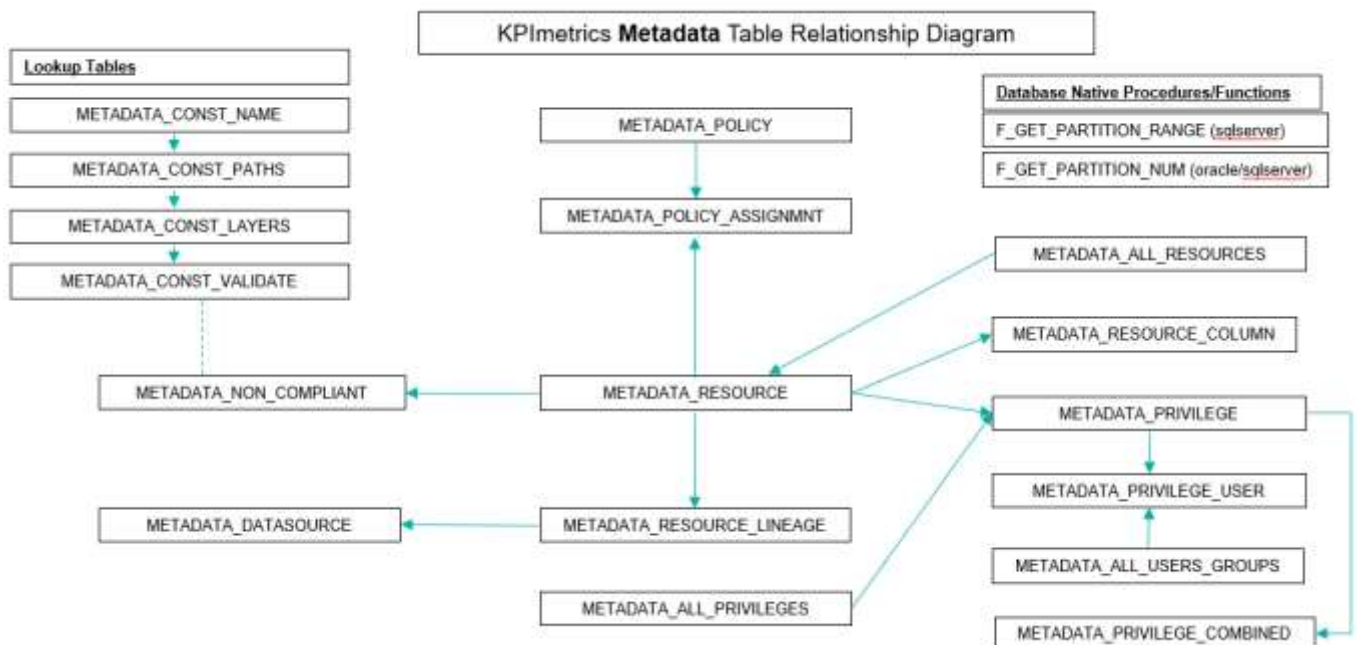 KPImetrics Metadata Table Relationship Diagram
Lookup Tables
METADATA_CONST_NAME
METADATA_CONST_PATHS
METADATA_CONST_LAYERS
METADATA_CONST_VALIDATE
METADATA_NON_COMPLIANT
METADATA_DATASOURCE
METADATA_POLICY
METADATA_POLICY_ASSIGNMNT
METADATA_RESOURCE
METADATA_RESOURCE_LINEAGE
METADATA_ALL_PRIVILEGES
Database Native Procedures/Functions
F_GET_PARTITION_RANGE (sqlserver)
F_GET_PARTITION_NUM (oracle/sqlserver)
METADATA_ALL_RESOURCES
METADATA_RESOURCE_COLUMN
METADATA_PRIVILEGE
METADATA_PRIVILEGE_USER
METADATA_ALL_USERS_GROUPS
METADATA_PRIVILEGE_COMBINED